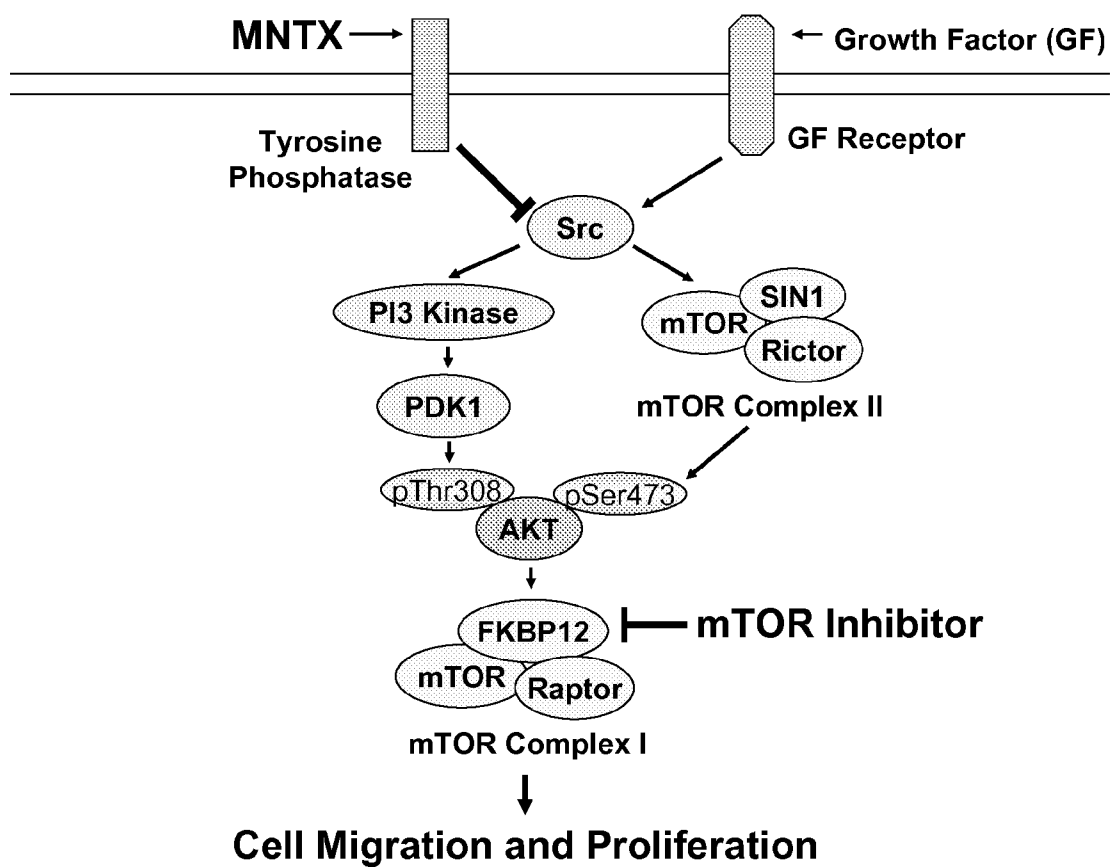 MNTX
Growth Factor (GF)
Tyrosine
Phosphatase
GF Receptor
Src
PI3 Kinase
SIN1
mTOR
Rictor
PDK1
mTOR Complex II
pThr308
pSer473
AKT
FKBP12
mTOR Inhibitor
mTOR
Raptor
mTOR Complex I
Cell Migration and Proliferation